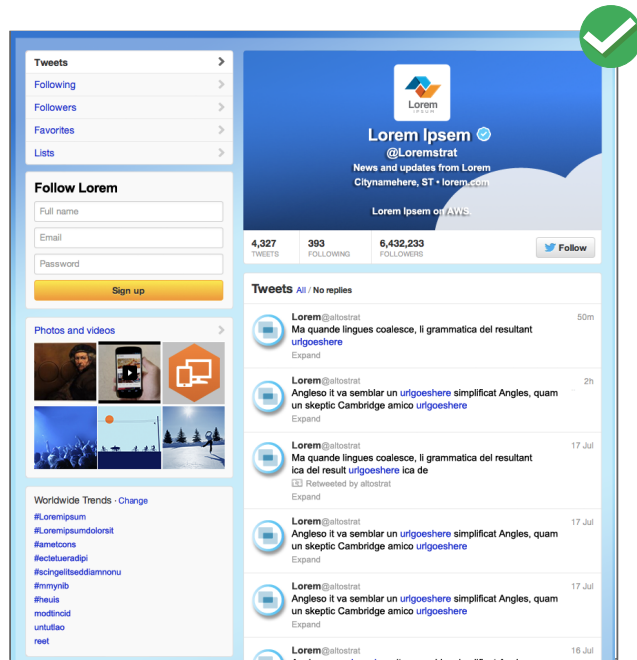 Tweets
Following
Followers
Favorites
Lists
Follow Lorem
Full name
Email
Password
Sign up
Photos and videos
Worldwide Trends · Change
#Loremipsum
#Loremipsumdolorsit
#ametcons
#ectetueradipi
#scingelitseddiamnonu
#mmynib
#heuis
modtincid
untutlao
reet
Lorem
IPSUM
Lorem Ipsem
@Loremstrat
News and updates from Lorem
Citynamehere, ST • lorem.com
Lorem Ipsem on AWS.
4,327 393 6,432,233
TWEETS FOLLOWING FOLLOWERS
Follow
Tweets All / No replies
Lorem@altostrat 50m
Ma quande lingues coalesce, li grammatica del resultant
urlgoeshere
Expand
Lorem@altostrat 2h
Angleso it va semblar un urlgoeshere simplificat Angles, quam
un skeptic Cambridge amico urlgoeshere
Expand
Lorem@altostrat 17 Jul
Ma quande lingues coalesce, li grammatica del resultant
ica del result urlgoeshere ica de
Retweeted by altostrat
Expand
Lorem@altostrat 17 Jul
Angleso it va semblar un urlgoeshere simplificat Angles, quam
un skeptic Cambridge amico urlgoeshere
Expand
Lorem@altostrat 17 Jul
Angleso it va semblar un urlgoeshere simplificat Angles, quam
un skeptic Cambridge amico urlgoeshere
Expand
Lorem@altostrat 16 Jul